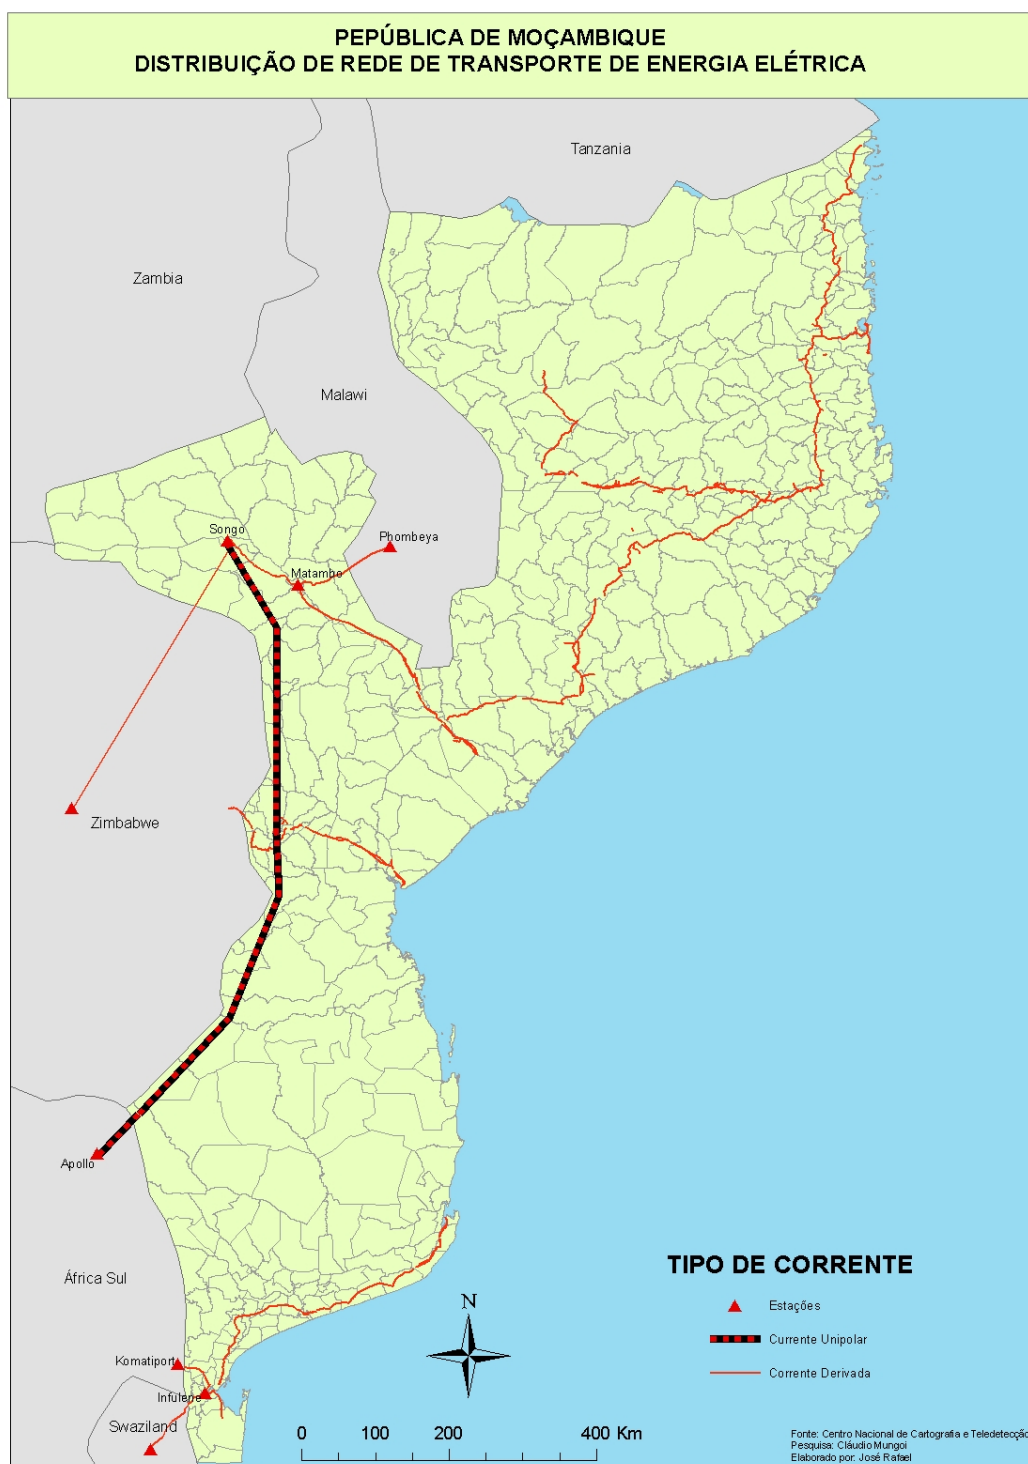 PEPÚBLICA DE MOÇAMBIQUE
DISTRIBUIÇÃO DE REDE DE TRANSPORTE DE ENERGIA ELÉTRICA
Tanzania
Zambia
Malawi
Songo
Phombeya
Matambo
Zimbabwe
Apollo
África Sul
TIPO DE CORRENTE
Estações
Currente Unipolar
Corrente Derivada
N
Komatiport
Infulene
Swaziland
0 100 200 400 Km
Fonte: Centro Nacional de Cartografia e Teledetecção
Pesquisa: Cláudio Mungoi
Elaborado por: José Rafael